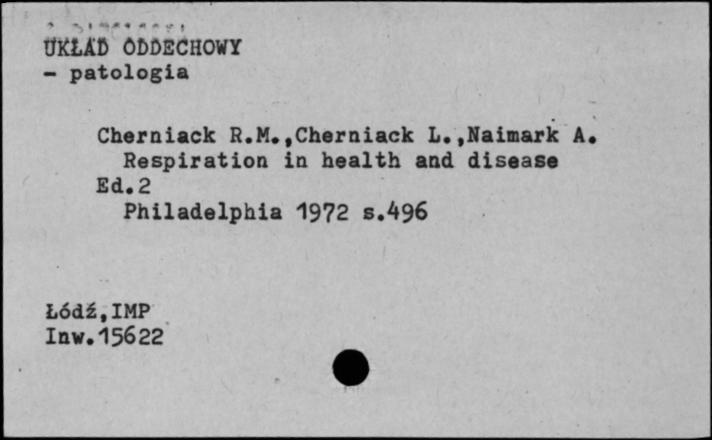 UKŁAD ODDECHOWY
- patologia
Cherniack R.M.,Cherniack L.,Naimark A.
Respiration in health and disease
Ed.2
Philadelphia 1972 s.496
Łódź,IMP
Inw.15622